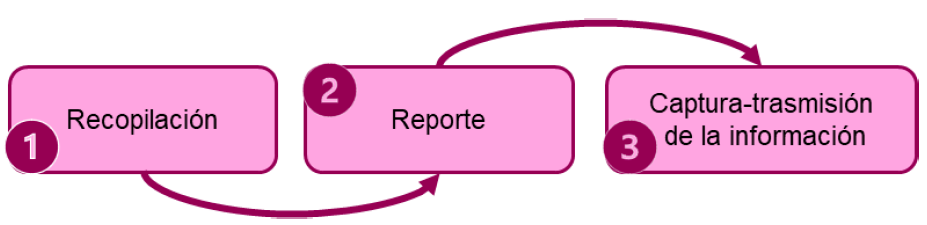 1
Recopilación
2
Reporte
3
Captura-trasmisión
de la información